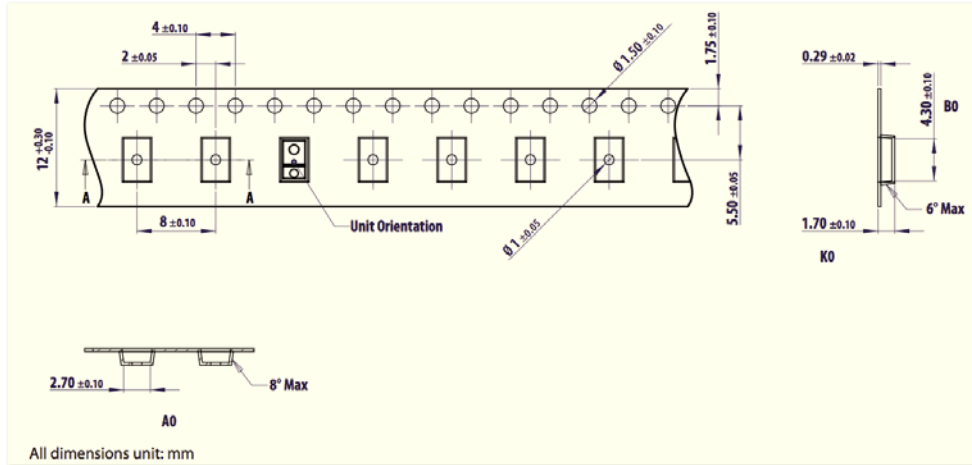 4 ±0.10
2 ±0.05
Ø 1.50 ±0.10
1.75 ±0.10
0.29 ±0.02
B0
4.30 ±0.10
12 +0.30 -0.10
A
A
8 ±0.10
Unit Orientation
Ø 1 ±0.05
5.50 ±0.05
6° Max
1.70 ±0.10
K0
2.70 ±0.10
8° Max
A0
All dimensions unit: mm